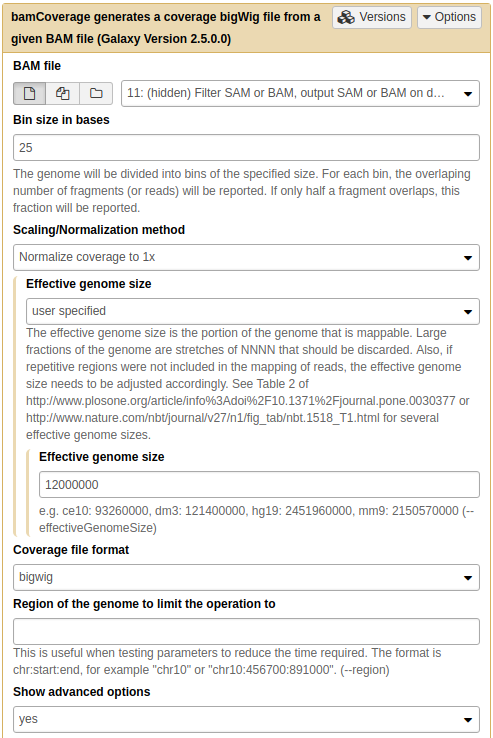 bamCoverage generates a coverage bigWig file from a
given BAM file (Galaxy Version 2.5.0.0)
Versions
Options
BAM file
11: (hidden) Filter SAM or BAM, output SAM or BAM on d...
Bin size in bases
25
The genome will be divided into bins of the specified size. For each bin, the overlaping
number of fragments (or reads) will be reported. If only half a fragment overlaps, this
fraction will be reported.
Scaling/Normalization method
Normalize coverage to 1x
Effective genome size
user specified
The effective genome size is the portion of the genome that is mappable. Large
fractions of the genome are stretches of NNNN that should be discarded. Also, if
repetitive regions were not included in the mapping of reads, the effective genome
size needs to be adjusted accordingly. See Table 2 of
http://www.plosone.org/article/info%3Adoi%2F10.1371%2Fjournal.pone.0030377 or
http://www.nature.com/nbt/journal/v27/n1/fig_tab/nbt.1518_T1.html for several
effective genome sizes.
Effective genome size
12000000
e.g. ce10: 93260000, dm3: 121400000, hg19: 2451960000, mm9: 2150570000 (--
effectiveGenomeSize)
Coverage file format
bigwig
Region of the genome to limit the operation to
This is useful when testing parameters to reduce the time required. The format is
chr:start:end, for example "chr10" or "chr10:456700:891000". (--region)
Show advanced options
yes